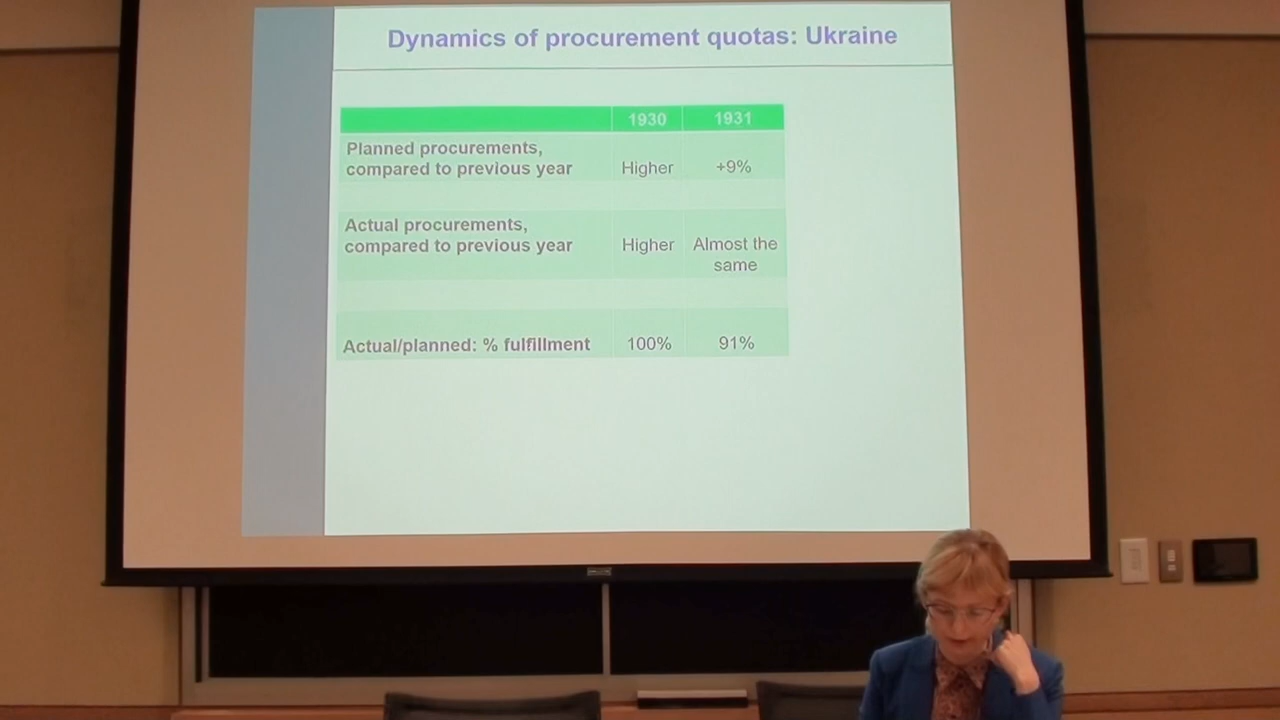 Dynamics of procurement quotas: Ukraine
1930 1931
Planned procurements,
compared to previous year Higher +9%
Actual procurements,
compared to previous year Higher Almost the
same
Actual/planned: % fulfillment 100% 91%